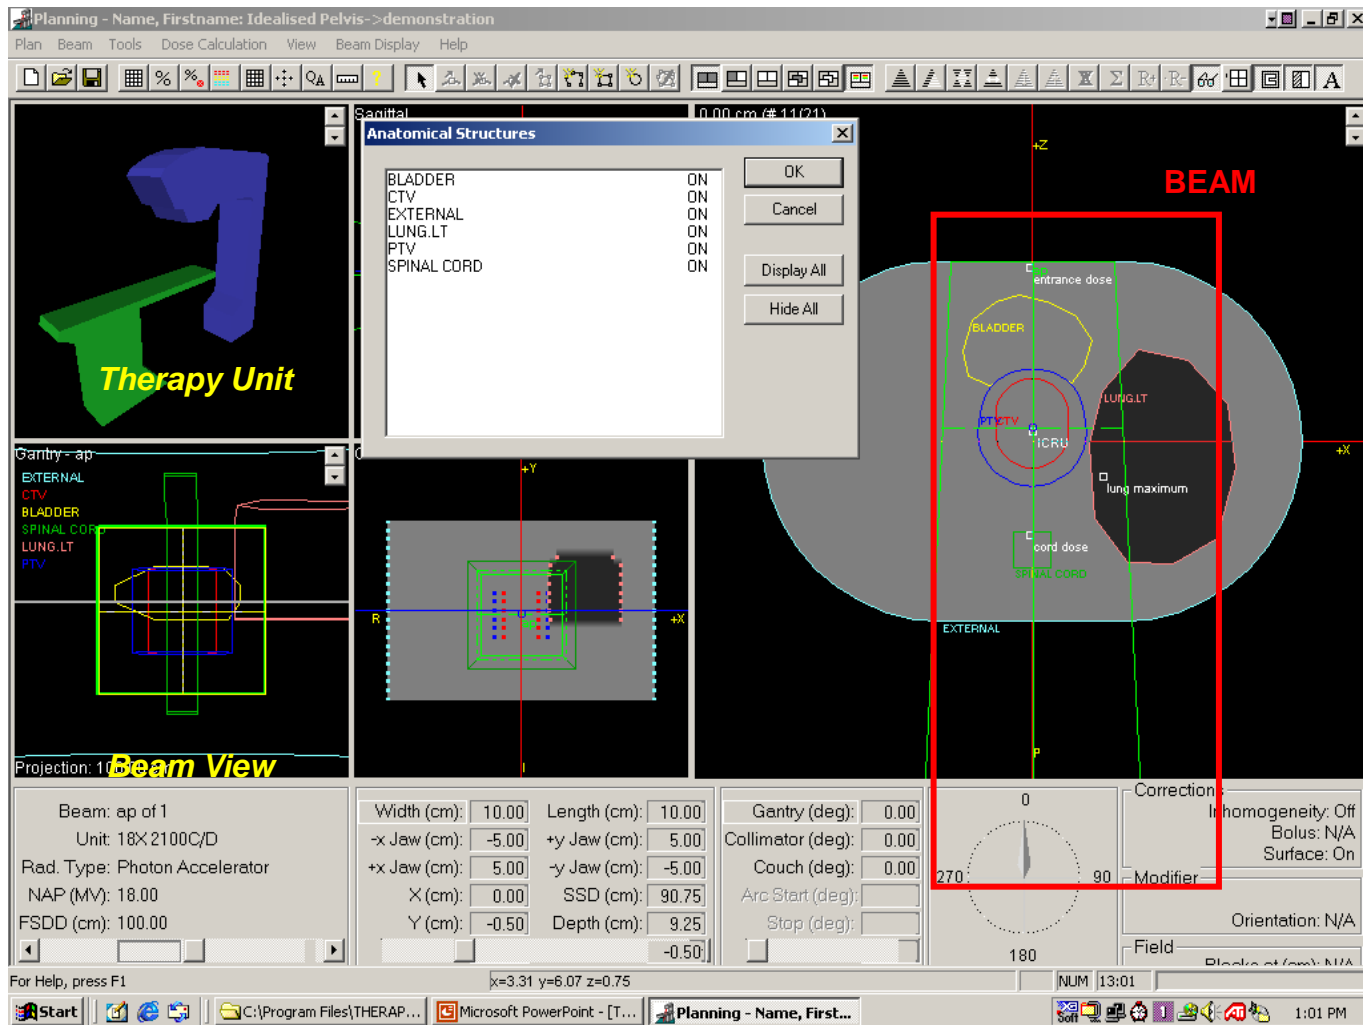 Planning - Name, Firstname: Idealised Pelvis->demonstration
Plan Beam Tools Dose Calculation View Beam Display Help
Sagittal
0.00 cm (# 11/21)
Anatomical Structures
BLADDER ON
CTV ON
EXTERNAL ON
LUNG.LT ON
PTV ON
SPINAL CORD ON
OK
Cancel
Display All
Hide All
Therapy Unit
+Z
BEAM
entrance dose
BLADDER
LUNG.LT
PTV CTV
ICRU
+X
lung maximum
cord dose
SPINAL CORD
EXTERNAL
P
Gantry - ap
EXTERNAL
CTV
BLADDER
SPINAL CORD
LUNG.LT
PTV
Beam View
Projection: 10
+Y
R
+X
ap
I
Beam: ap of 1
Unit: 18X 2100C/D
Rad. Type: Photon Accelerator
NAP (MV): 18.00
FSDD (cm): 100.00
Width (cm): 10.00 Length (cm): 10.00
-x Jaw (cm): -5.00 +y Jaw (cm): 5.00
+x Jaw (cm): 5.00 -y Jaw (cm): -5.00
X (cm): 0.00 SSD (cm): 90.75
Y (cm): -0.50 Depth (cm): 9.25
-0.50
Gantry (deg): 0.00
Collimator (deg): 0.00
Couch (deg): 0.00
Arc Start (deg):
Stop (deg):
0
270 90
180
Corrections
Inhomogeneity: Off
Bolus: N/A
Surface: On
Modifier
Orientation: N/A
Field
For Help, press F1
x=3.31 y=6.07 z=0.75
NUM 13:01
Start
C:\Program Files\THERAP...
Microsoft PowerPoint - [T...
Planning - Name, First...
1:01 PM